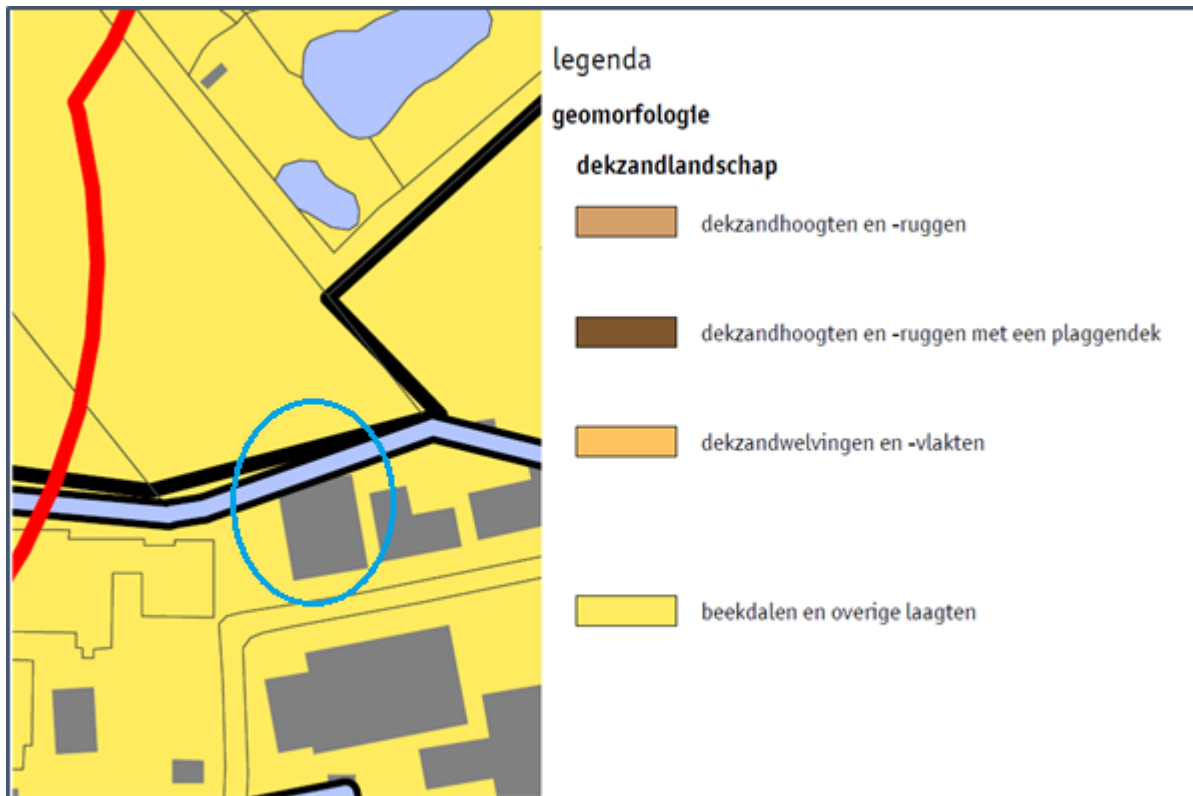 legenda
geomorfologie
dekzandlandschap
dekzandhoogten en -ruggen
dekzandhoogten en -ruggen met een plaggendek
dekzandwelvingen en -vlakten
beekdalen en overige laagten